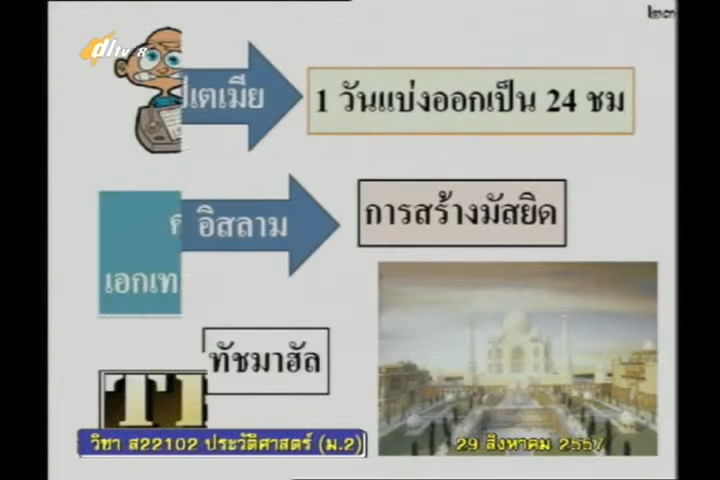 dltv 8
ปเตเมีย
1 วันแบ่งออกเป็น 24 ชม
อิสลาม
การสร้างมัสยิด
เอกเท
ทัชมาฮัล
วิชา ส22102 ประวัติศาสตร์ (ม.2)
29 สิงหาคม 2557